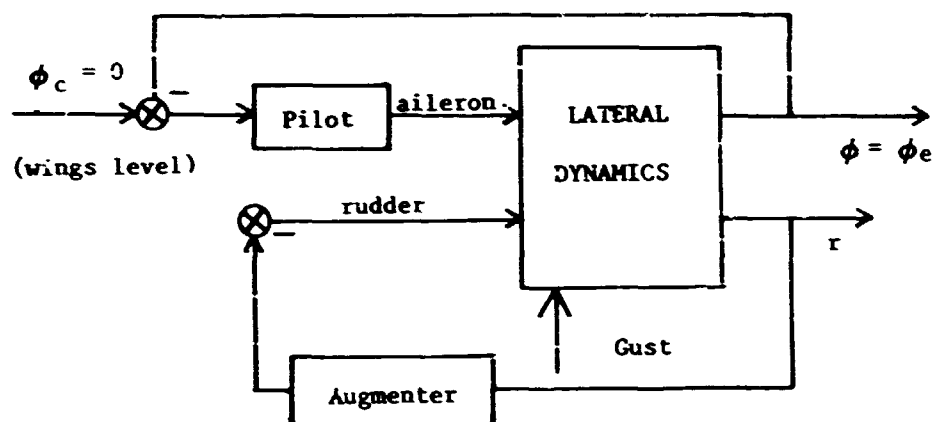 ϕc = 0
(wings level)
Pilot
aileron.
LATERAL
DYNAMICS
ϕ = ϕe
rudder
r
Gust
Augmenter